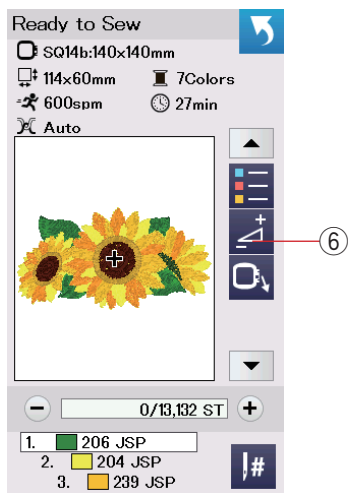 Ready to Sew
SQ14b:140x140mm
114x60mm 7Colors
600spm 27min
Auto
+
−
⑥
− 0/13,132 ST +
1. 206 JSP
2. 204 JSP
3. 239 JSP
#